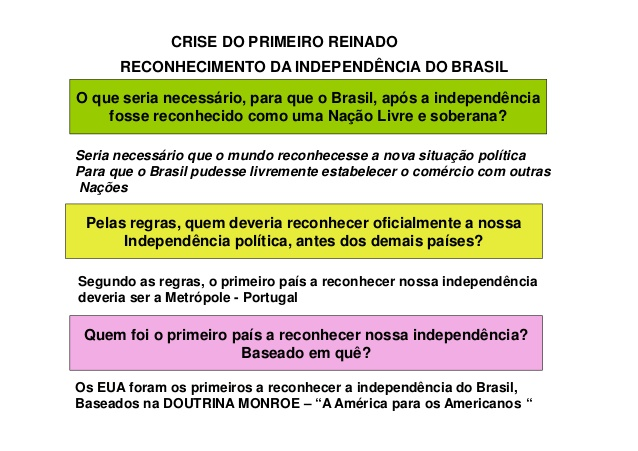 CRISE DO PRIMEIRO REINADO
RECONHECIMENTO DA INDEPENDÊNCIA DO BRASIL
O que seria necessário, para que o Brasil, após a independência
fosse reconhecido como uma Nação Livre e soberana?
Seria necessário que o mundo reconhecesse a nova situação política
Para que o Brasil pudesse livremente estabelecer o comércio com outras
Nações
Pelas regras, quem deveria reconhecer oficialmente a nossa
Independência política, antes dos demais países?
Segundo as regras, o primeiro país a reconhecer nossa independência
deveria ser a Metrópole - Portugal
Quem foi o primeiro país a reconhecer nossa independência?
Baseado em quê?
Os EUA foram os primeiros a reconhecer a independência do Brasil,
Baseados na DOUTRINA MONROE – “A América para os Americanos “